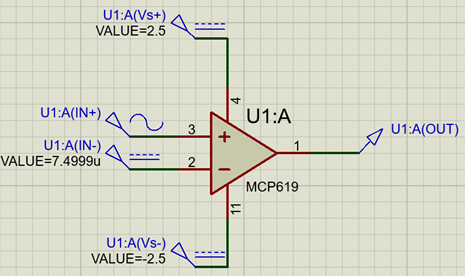 U1:A(Vs+)
VALUE=2.5
4
U1:A
U1:A(IN+)
3
+
1
U1:A(OUT)
U1:A(IN-)
VALUE=7.4999u
2
−
MCP619
11
U1:A(Vs-)
VALUE=-2.5